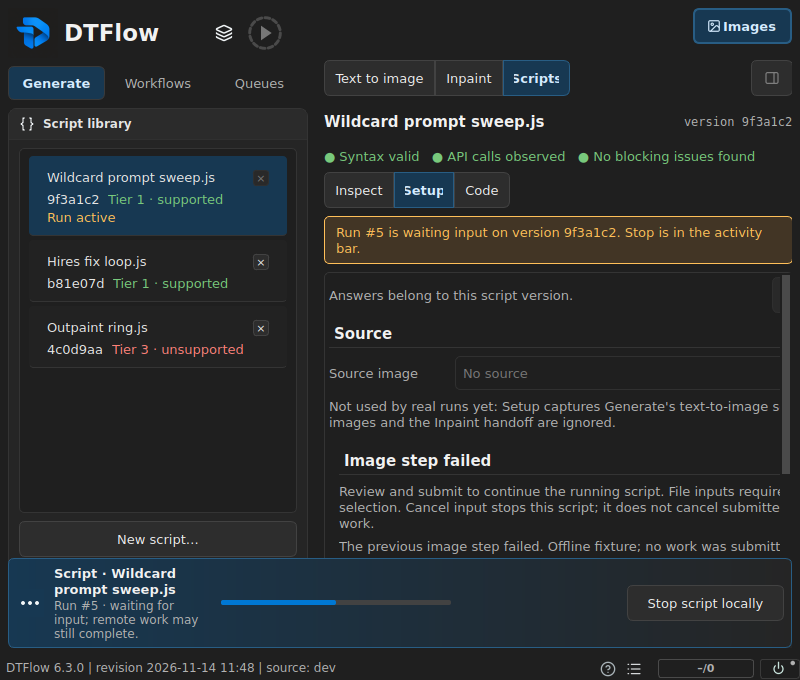 DTFlow
Images
Generate
Workflows
Queues
Text to image
Inpaint
Scripts
{ } Script library
Wildcard prompt sweep.js
9f3a1c2 Tier 1 · supported
Run active
Hires fix loop.js
b81e07d Tier 1 · supported
Outpaint ring.js
4c0d9aa Tier 3 · unsupported
New script...
Wildcard prompt sweep.js
version 9f3a1c2
● Syntax valid ● API calls observed ● No blocking issues found
Inspect
Setup
Code
Run #5 is waiting input on version 9f3a1c2. Stop is in the activity
bar.
Answers belong to this script version.
Source
Source image
No source
Not used by real runs yet: Setup captures Generate's text-to-image s
images and the Inpaint handoff are ignored.
Image step failed
Review and submit to continue the running script. File inputs require
selection. Cancel input stops this script; it does not cancel submitte
work.
The previous image step failed. Offline fixture; no work was submitt
Script · Wildcard
prompt sweep.js
Run #5 · waiting for
input; remote work may
still complete.
Stop script locally
DTFlow 6.3.0 | revision 2026-11-14 11:48 | source: dev
–/0